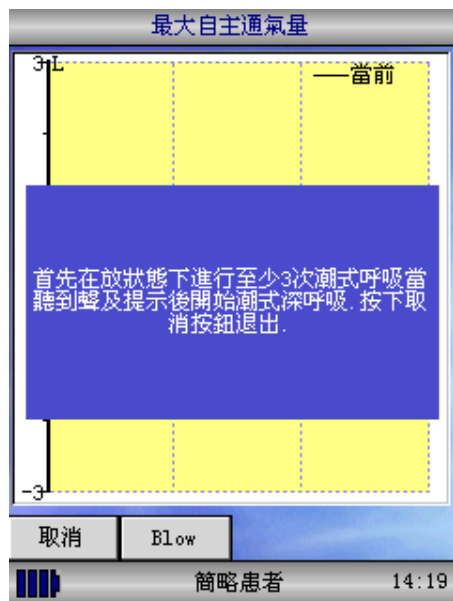 最大自主通氣量
3 L
當前
首先在放狀態下進行至少3次潮式呼吸當
聽到聲及提示後開始潮式深呼吸.按下取
消按鈕退出.
-3
取消
Blow
簡略患者
14:19